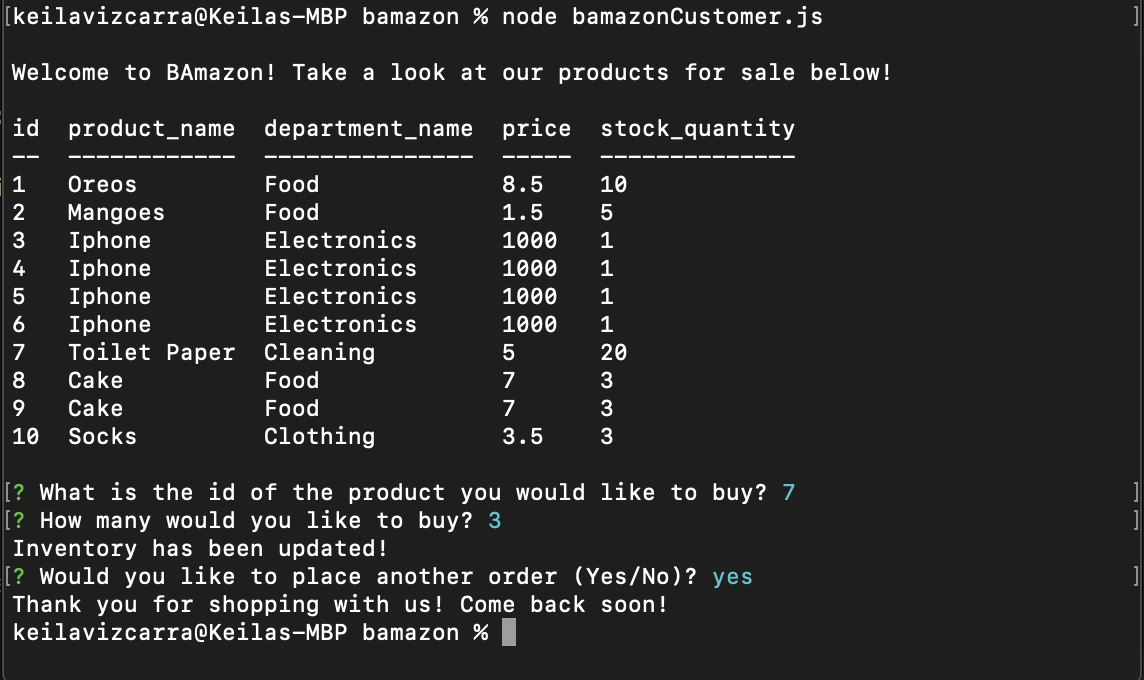 [keilavizcarra@Keilas-MBP bamazon % node bamazonCustomer.js ]
Welcome to BAmazon! Take a look at our products for sale below!
id  product_name  department_name  price  stock_quantity
--  ------------  ---------------  -----  --------------
1   Oreos         Food             8.5    10
2   Mangoes       Food             1.5    5
3   Iphone        Electronics      1000   1
4   Iphone        Electronics      1000   1
5   Iphone        Electronics      1000   1
6   Iphone        Electronics      1000   1
7   Toilet Paper  Cleaning         5      20
8   Cake          Food             7      3
9   Cake          Food             7      3
10  Socks         Clothing         3.5    3
[? What is the id of the product you would like to buy? 7 ]
[? How many would you like to buy? 3 ]
Inventory has been updated!
[? Would you like to place another order (Yes/No)? yes ]
Thank you for shopping with us! Come back soon!
keilavizcarra@Keilas-MBP bamazon %